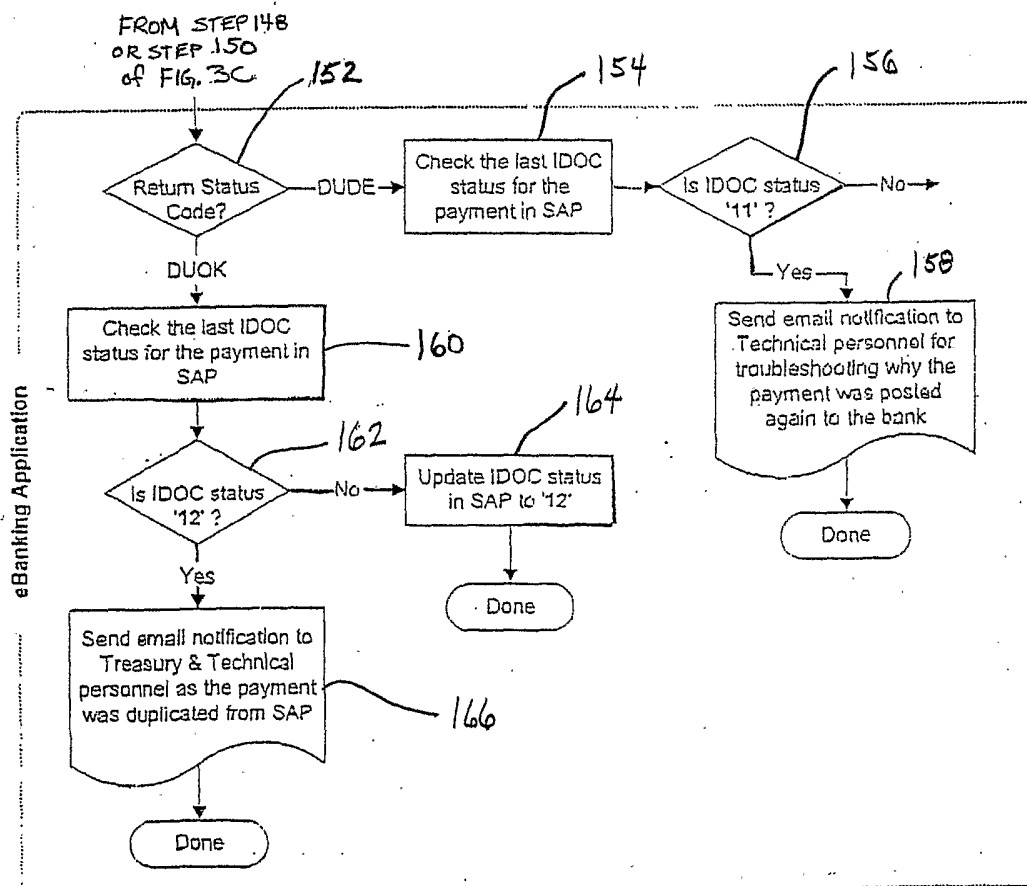 FROM STEP 148
OR STEP 150
of FIG. 3C
152
154
156
Return Status
Code?
DUDE
Check the last IDOC
status for the
payment in SAP
Is IDOC status
'11' ?
No
DUOK
Yes
158
Send email notification to
Technical personnel for
troubleshooting why the
payment was posted
again to the bank
Done
Check the last IDOC
status for the payment in
SAP
160
162
164
Is IDOC status
'12' ?
No
Update IDOC status
in SAP to '12'
Done
Yes
Send email notification to
Treasury & Technical
personnel as the payment
was duplicated from SAP
166
Done
eBanking Application